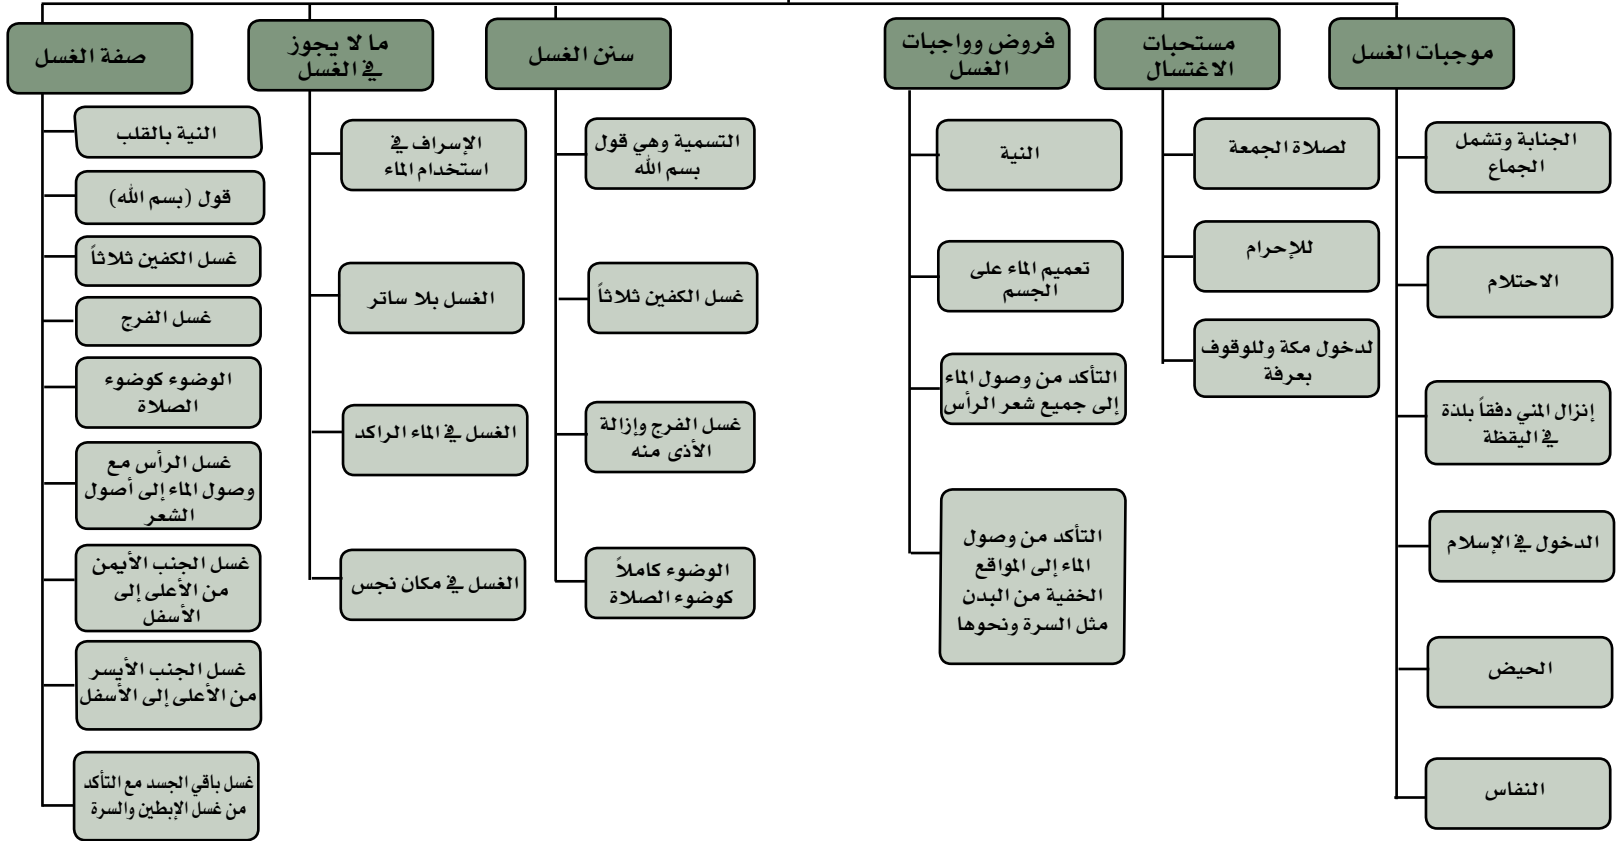 موجبات الغسل
الجنابة وتشمل
الجماع
الاحتلام
إنزال المني دفقاً بلذة
في اليقظة
الدخول في الإسلام
الحيض
النفاس
مستحبات
الاغتسال
لصلاة الجمعة
للإحرام
لدخول مكة وللوقوف
بعرفة
فروض وواجبات
الغسل
النية
تعميم الماء على
الجسم
التأكد من وصول الماء
إلى جميع شعر الرأس
التأكد من وصول
الماء إلى المواقع
الخفية من البدن
مثل السرة ونحوها
سنن الغسل
التسمية وهي قول
بسم الله
غسل الكفين ثلاثاً
غسل الفرج وإزالة
الأذى منه
الوضوء كاملاً
كوضوء الصلاة
ما لا يجوز
في الغسل
الإسراف في
استخدام الماء
الغسل بلا ساتر
الغسل في الماء الراكد
الغسل في مكان نجس
صفة الغسل
النية بالقلب
قول (بسم الله)
غسل الكفين ثلاثاً
غسل الفرج
الوضوء كوضوء
الصلاة
غسل الرأس مع
وصول الماء إلى أصول
الشعر
غسل الجنب الأيمن
من الأعلى إلى
الأسفل
غسل الجنب الأيسر
من الأعلى إلى الأسفل
غسل باقي الجسد مع التأكد
من غسل الإبطين والسرة